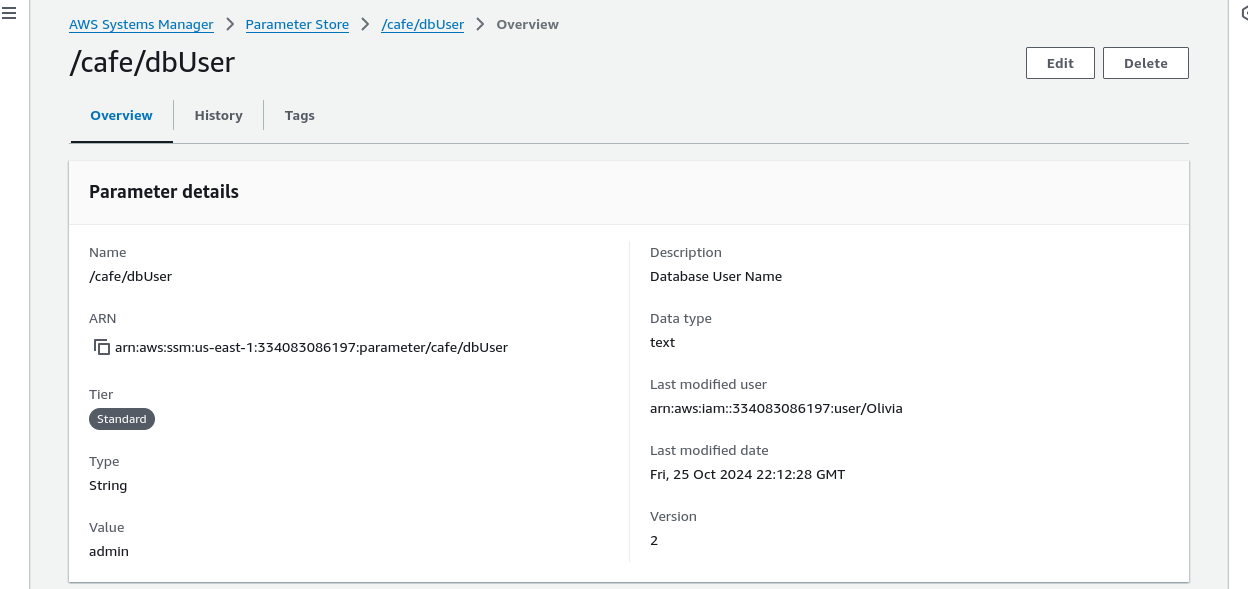 AWS Systems Manager > Parameter Store > /cafe/dbUser > Overview
/cafe/dbUser
Edit Delete
Overview History Tags
Parameter details
Name
/cafe/dbUser
ARN
arn:aws:ssm:us-east-1:334083086197:parameter/cafe/dbUser
Tier
Standard
Type
String
Value
admin
Description
Database User Name
Data type
text
Last modified user
arn:aws:iam::334083086197:user/Olivia
Last modified date
Fri, 25 Oct 2024 22:12:28 GMT
Version
2